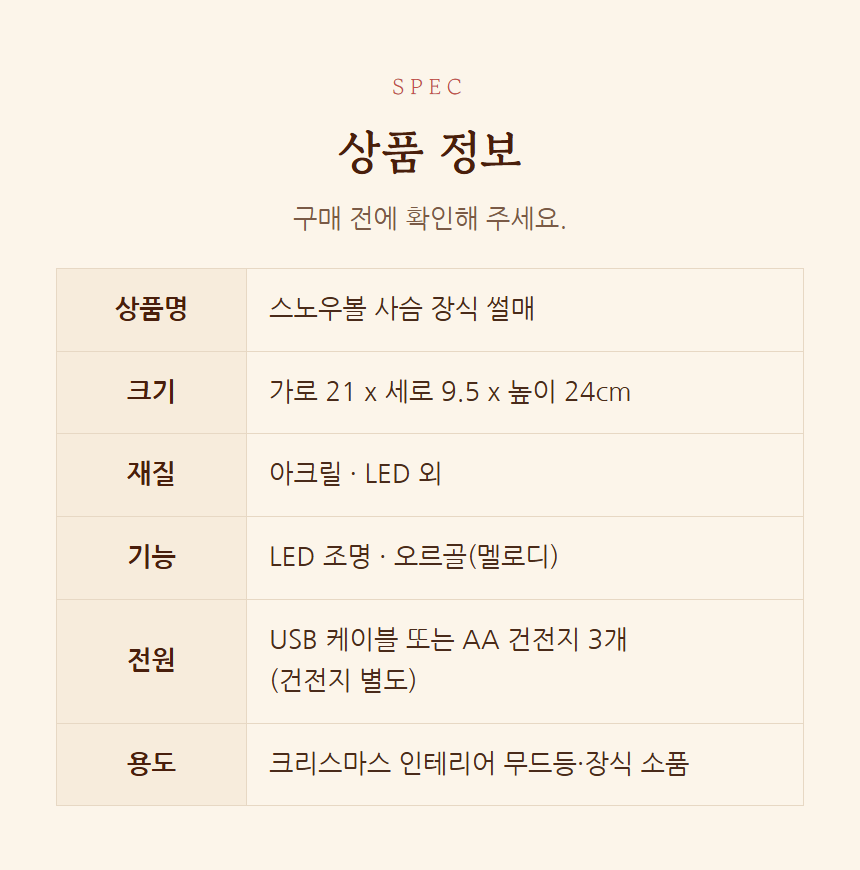 SPEC
상품 정보
구매 전에 확인해 주세요.
상품명
스노우볼 사슴 장식 썰매
크기
가로 21 x 세로 9.5 x 높이 24cm
재질
아크릴 · LED 외
기능
LED 조명 · 오르골(멜로디)
전원
USB 케이블 또는 AA 건전지 3개
(건전지 별도)
용도
크리스마스 인테리어 무드등·장식 소품